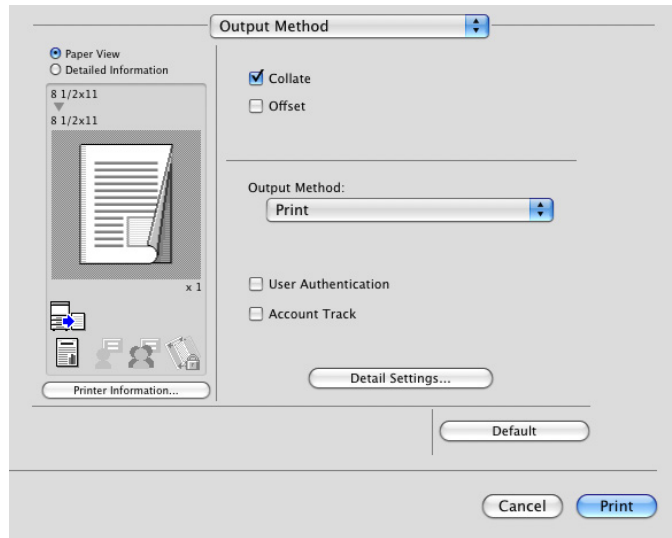 Output Method
Paper View
Detailed Information
8 1/2x11
8 1/2x11
x 1
Printer Information...
Collate
Offset
Output Method:
Print
User Authentication
Account Track
Detail Settings...
Default
Cancel
Print